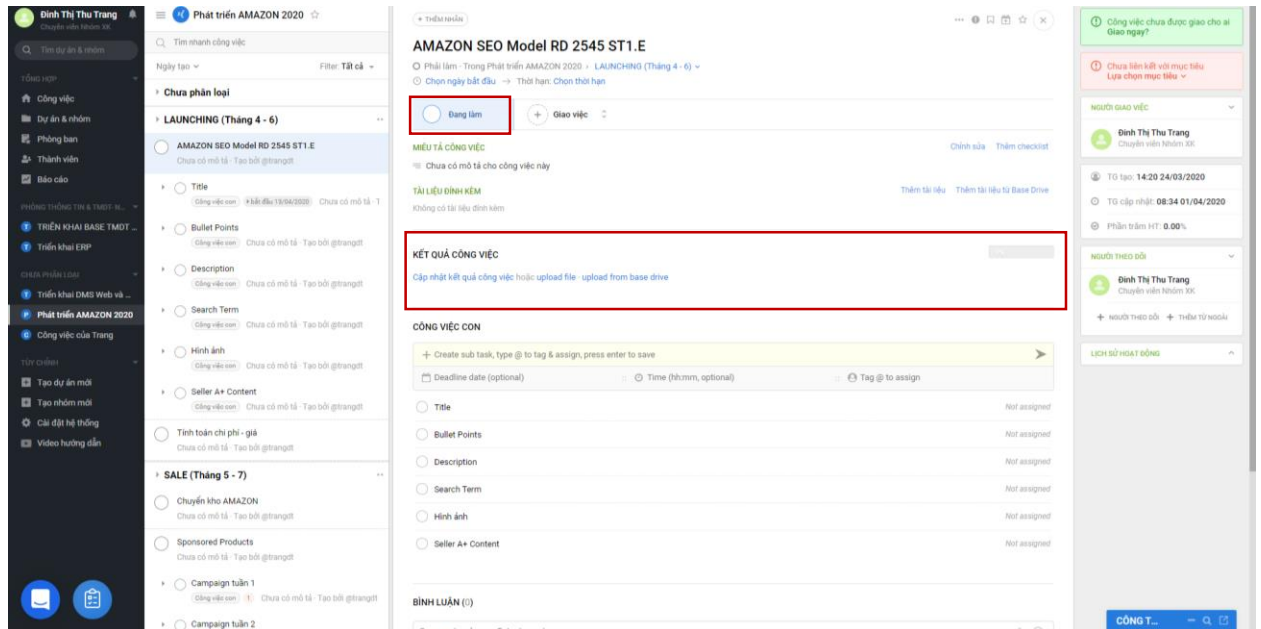 Đinh Thị Thu Trang
Chuyên viên Nhóm XK
Tìm dự án & nhóm
TỔNG HỢP
Công việc
Dự án & nhóm
Phòng ban
Thành viên
Báo cáo
PHÒNG THÔNG TIN & TMĐT- N...
TRIỂN KHAI BASE TMDT ...
Triển khai ERP
CHƯA PHÂN LOẠI
Triển khai DMS Web và ...
Phát triển AMAZON 2020
Công việc của Trang
TÙY CHỈNH
Tạo dự án mới
Tạo nhóm mới
Cài đặt hệ thống
Video hướng dẫn
Phát triển AMAZON 2020
Tìm nhanh công việc
Ngày tạo
Filter: Tất cả
Chưa phân loại
LAUNCHING (Tháng 4 - 6)
AMAZON SEO Model RD 2545 ST1.E
Chưa có mô tả · Tạo bởi @trangdt
Title
Công việc con bắt đầu 13/04/2020 Chưa có mô tả · T
Bullet Points
Công việc con Chưa có mô tả · Tạo bởi @trangdt
Description
Công việc con Chưa có mô tả · Tạo bởi @trangdt
Search Term
Công việc con Chưa có mô tả · Tạo bởi @trangdt
Hình ảnh
Công việc con Chưa có mô tả · Tạo bởi @trangdt
Seller A+ Content
Công việc con Chưa có mô tả · Tạo bởi @trangdt
Tính toán chi phí - giá
Chưa có mô tả · Tạo bởi @trangdt
SALE (Tháng 5 - 7)
Chuyển kho AMAZON
Chưa có mô tả · Tạo bởi @trangdt
Sponsored Products
Chưa có mô tả · Tạo bởi @trangdt
Campaign tuần 1
Công việc con Chưa có mô tả · Tạo bởi @trangdt
Campaign tuần 2
+ THÊM NHÃN
AMAZON SEO Model RD 2545 ST1.E
Phải làm · Trong Phát triển AMAZON 2020 › LAUNCHING (Tháng 4 - 6)
Chọn ngày bắt đầu → Thời hạn: Chọn thời hạn
Đang làm
Giao việc
MIÊU TẢ CÔNG VIỆC
Chỉnh sửa Thêm checklist
Chưa có mô tả cho công việc này
TÀI LIỆU ĐÍNH KÈM
Thêm tài liệu Thêm tài liệu từ Base Drive
Không có tài liệu đính kèm
KẾT QUẢ CÔNG VIỆC
Cập nhật kết quả công việc hoặc upload file · upload from base drive
CÔNG VIỆC CON
+ Create sub task, type @ to tag & assign, press enter to save
Deadline date (optional) Time (hh:mm, optional) Tag @ to assign
Title Not assigned
Bullet Points Not assigned
Description Not assigned
Search Term Not assigned
Hình ảnh Not assigned
Seller A+ Content Not assigned
BÌNH LUẬN (0)
Công việc chưa được giao cho ai
Giao ngay?
Chưa liên kết với mục tiêu
Lựa chọn mục tiêu
NGƯỜI GIAO VIỆC
Đinh Thị Thu Trang
Chuyên viên Nhóm XK
TG tạo: 14:20 24/03/2020
TG cập nhật: 08:34 01/04/2020
Phần trăm HT: 0.00%
NGƯỜI THEO DÕI
Đinh Thị Thu Trang
Chuyên viên Nhóm XK
+ NGƯỜI THEO DÕI + THÊM TỪ NGOÀI
LỊCH SỬ HOẠT ĐỘNG
CÔNG T...